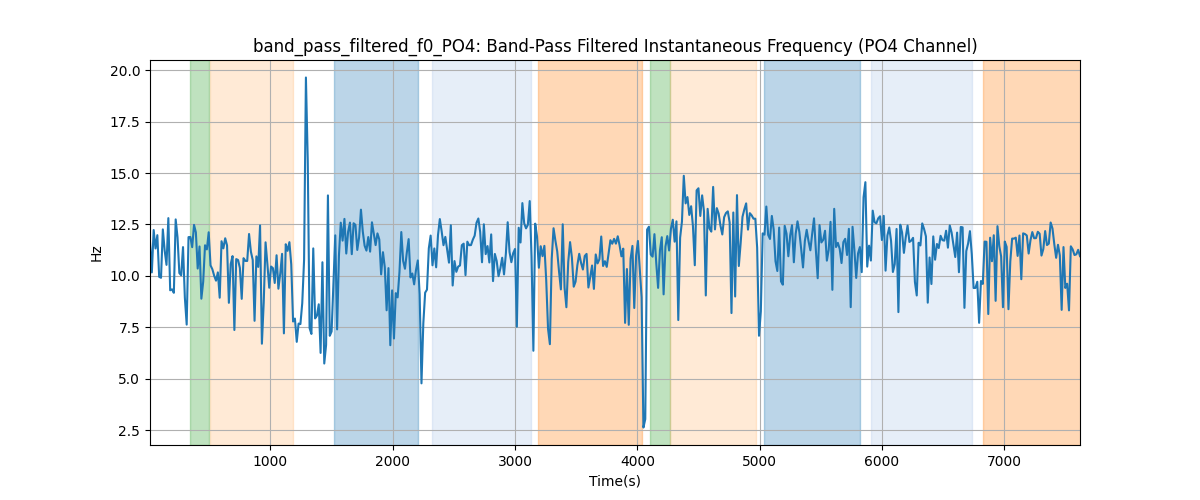 band_pass_filtered_f0_PO4: Band-Pass Filtered Instantaneous Frequency (PO4 Channel)
20.0
17.5
15.0
12.5
10.0
7.5
5.0
2.5
Hz
1000 2000 3000 4000 5000 6000 7000
Time(s)